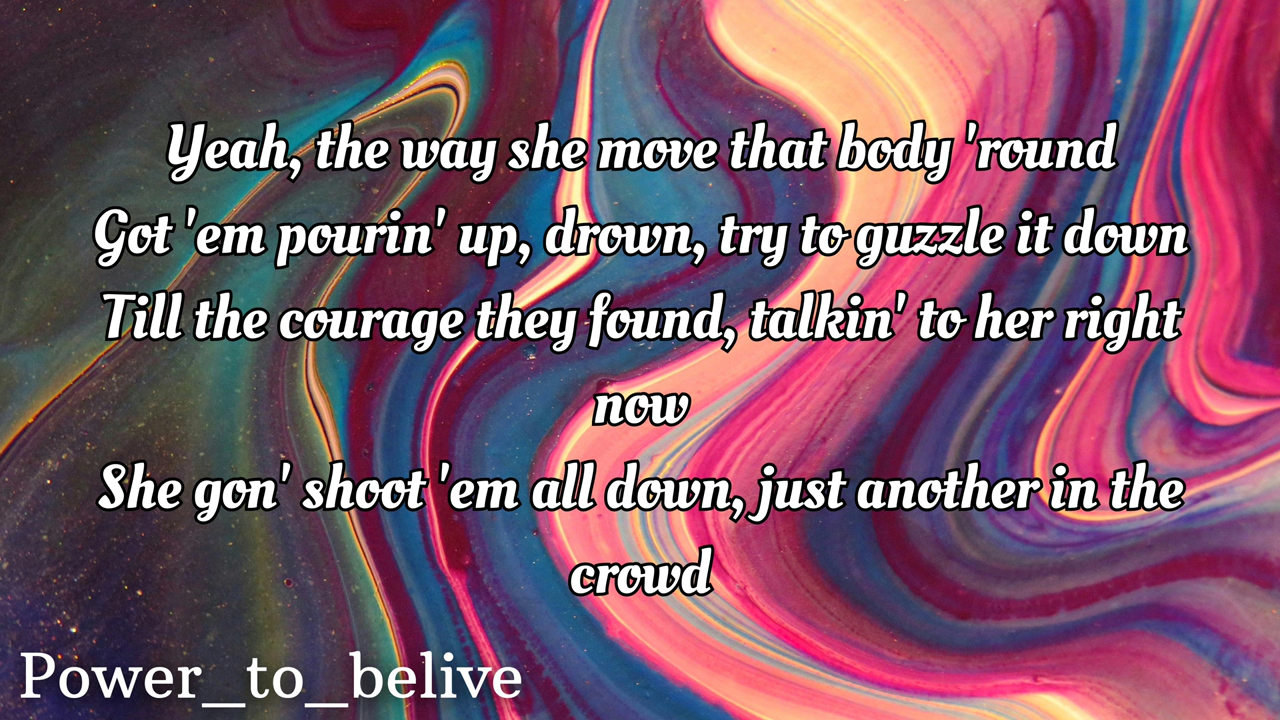 Yeah, the way she move that body 'round
Got 'em pourin' up, drown, try to guzzle it down
Till the courage they found, talkin' to her right
now
She gon' shoot 'em all down, just another in the
crowd
Power_to_belive